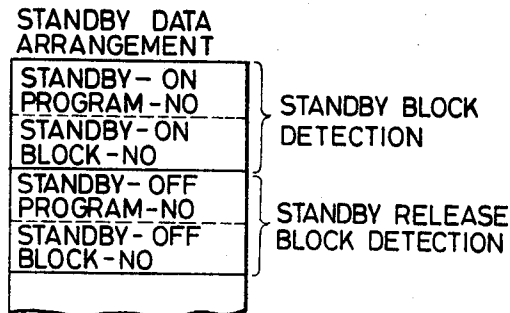 STANDBY DATA
ARRANGEMENT
STANDBY- ON
PROGRAM-NO
STANDBY-ON
BLOCK-NO
STANDBY BLOCK
DETECTION
STANDBY- OFF
PROGRAM-NO
STANDBY- OFF
BLOCK-NO
STANDBY RELEASE
BLOCK DETECTION